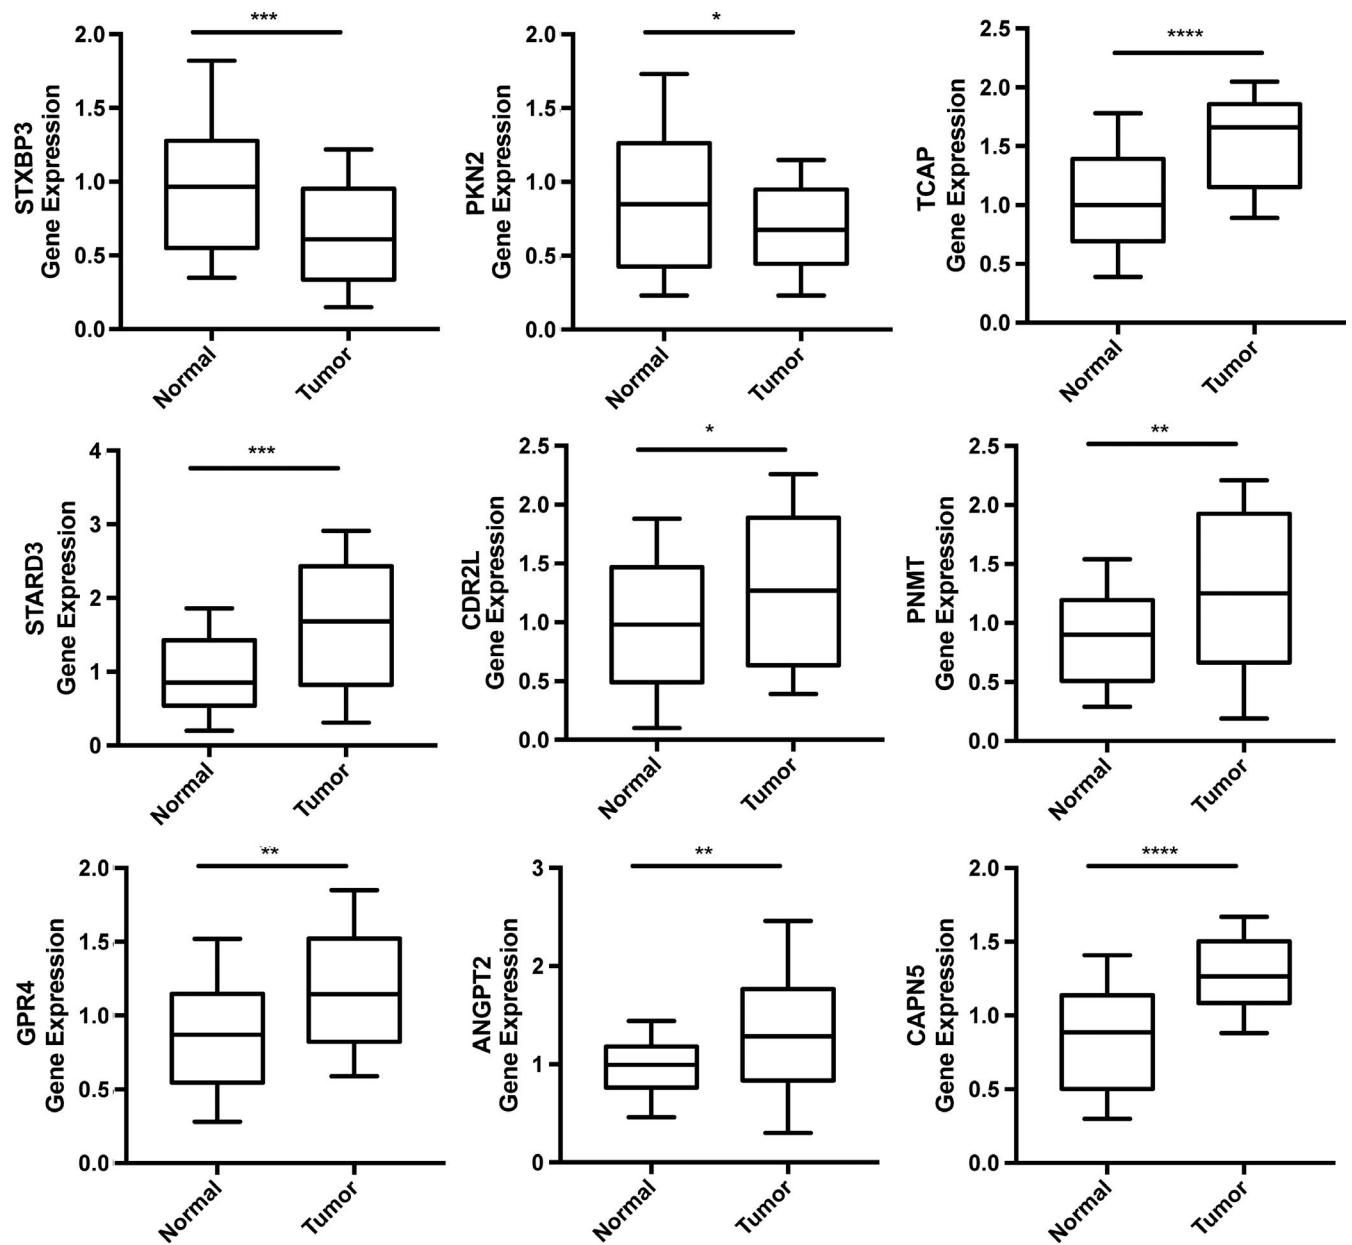 ***
2.0
1.5
1.0
0.5
0.0
STXBP3
Gene Expression
Normal
Tumor
*
2.0
1.5
1.0
0.5
0.0
PKN2
Gene Expression
Normal
Tumor
****
2.5
2.0
1.5
1.0
0.5
0.0
TCAP
Gene Expression
Normal
Tumor
***
4
3
2
1
0
STARD3
Gene Expression
Normal
Tumor
*
2.5
2.0
1.5
1.0
0.5
0.0
CDR2L
Gene Expression
Normal
Tumor
**
2.5
2.0
1.5
1.0
0.5
0.0
PNMT
Gene Expression
Normal
Tumor
**
2.0
1.5
1.0
0.5
0.0
GPR4
Gene Expression
Normal
Tumor
**
3
2
1
0
ANGPT2
Gene Expression
Normal
Tumor
****
2.0
1.5
1.0
0.5
0.0
CAPN5
Gene Expression
Normal
Tumor